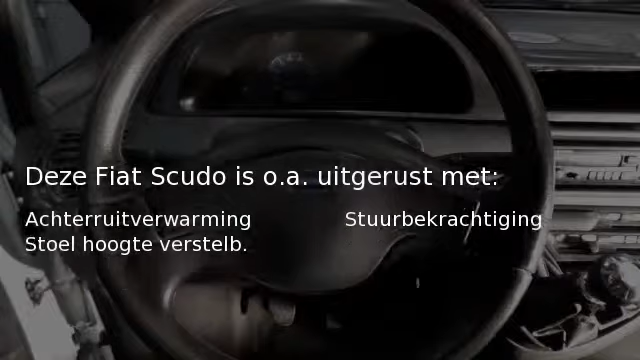 Deze Fiat Scudo is o.a. uitgerust met:
Achterruitverwarming Stuurbekrachtiging
Stoel hoogte verstelb.